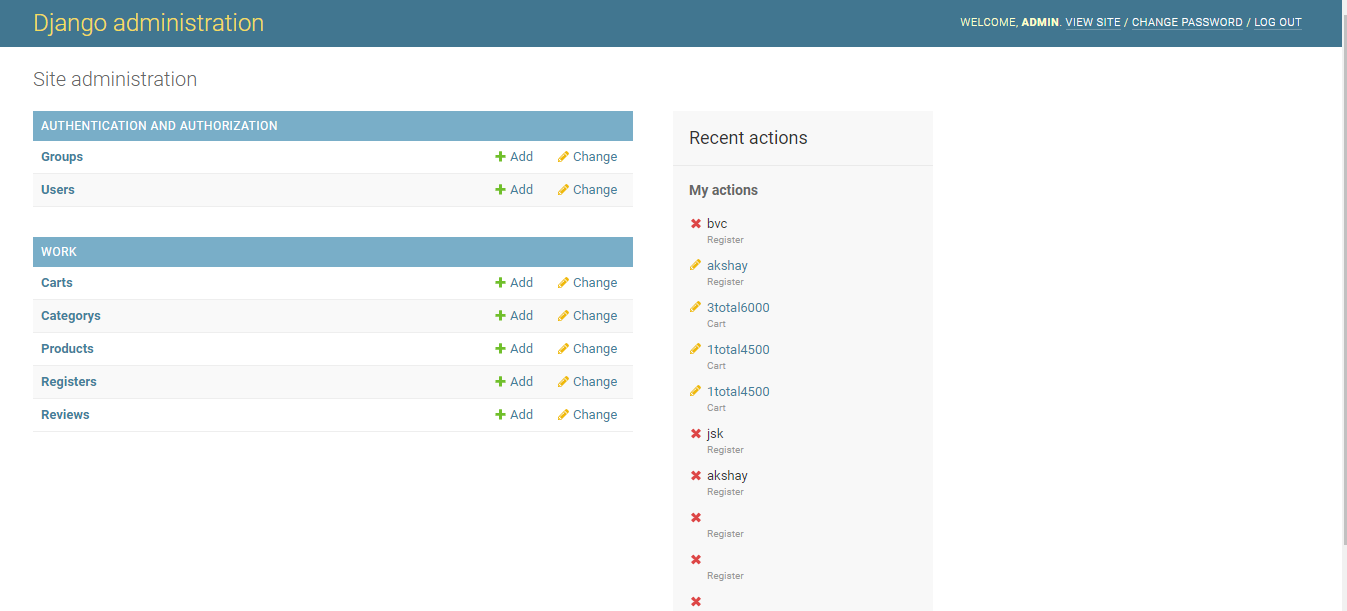 Django administration
WELCOME, ADMIN. VIEW SITE / CHANGE PASSWORD / LOG OUT
Site administration
AUTHENTICATION AND AUTHORIZATION
Groups Add Change
Users Add Change
WORK
Carts Add Change
Categorys Add Change
Products Add Change
Registers Add Change
Reviews Add Change
Recent actions
My actions
bvc
Register
akshay
Register
3total6000
Cart
1total4500
Cart
1total4500
Cart
jsk
Register
akshay
Register
Register
Register